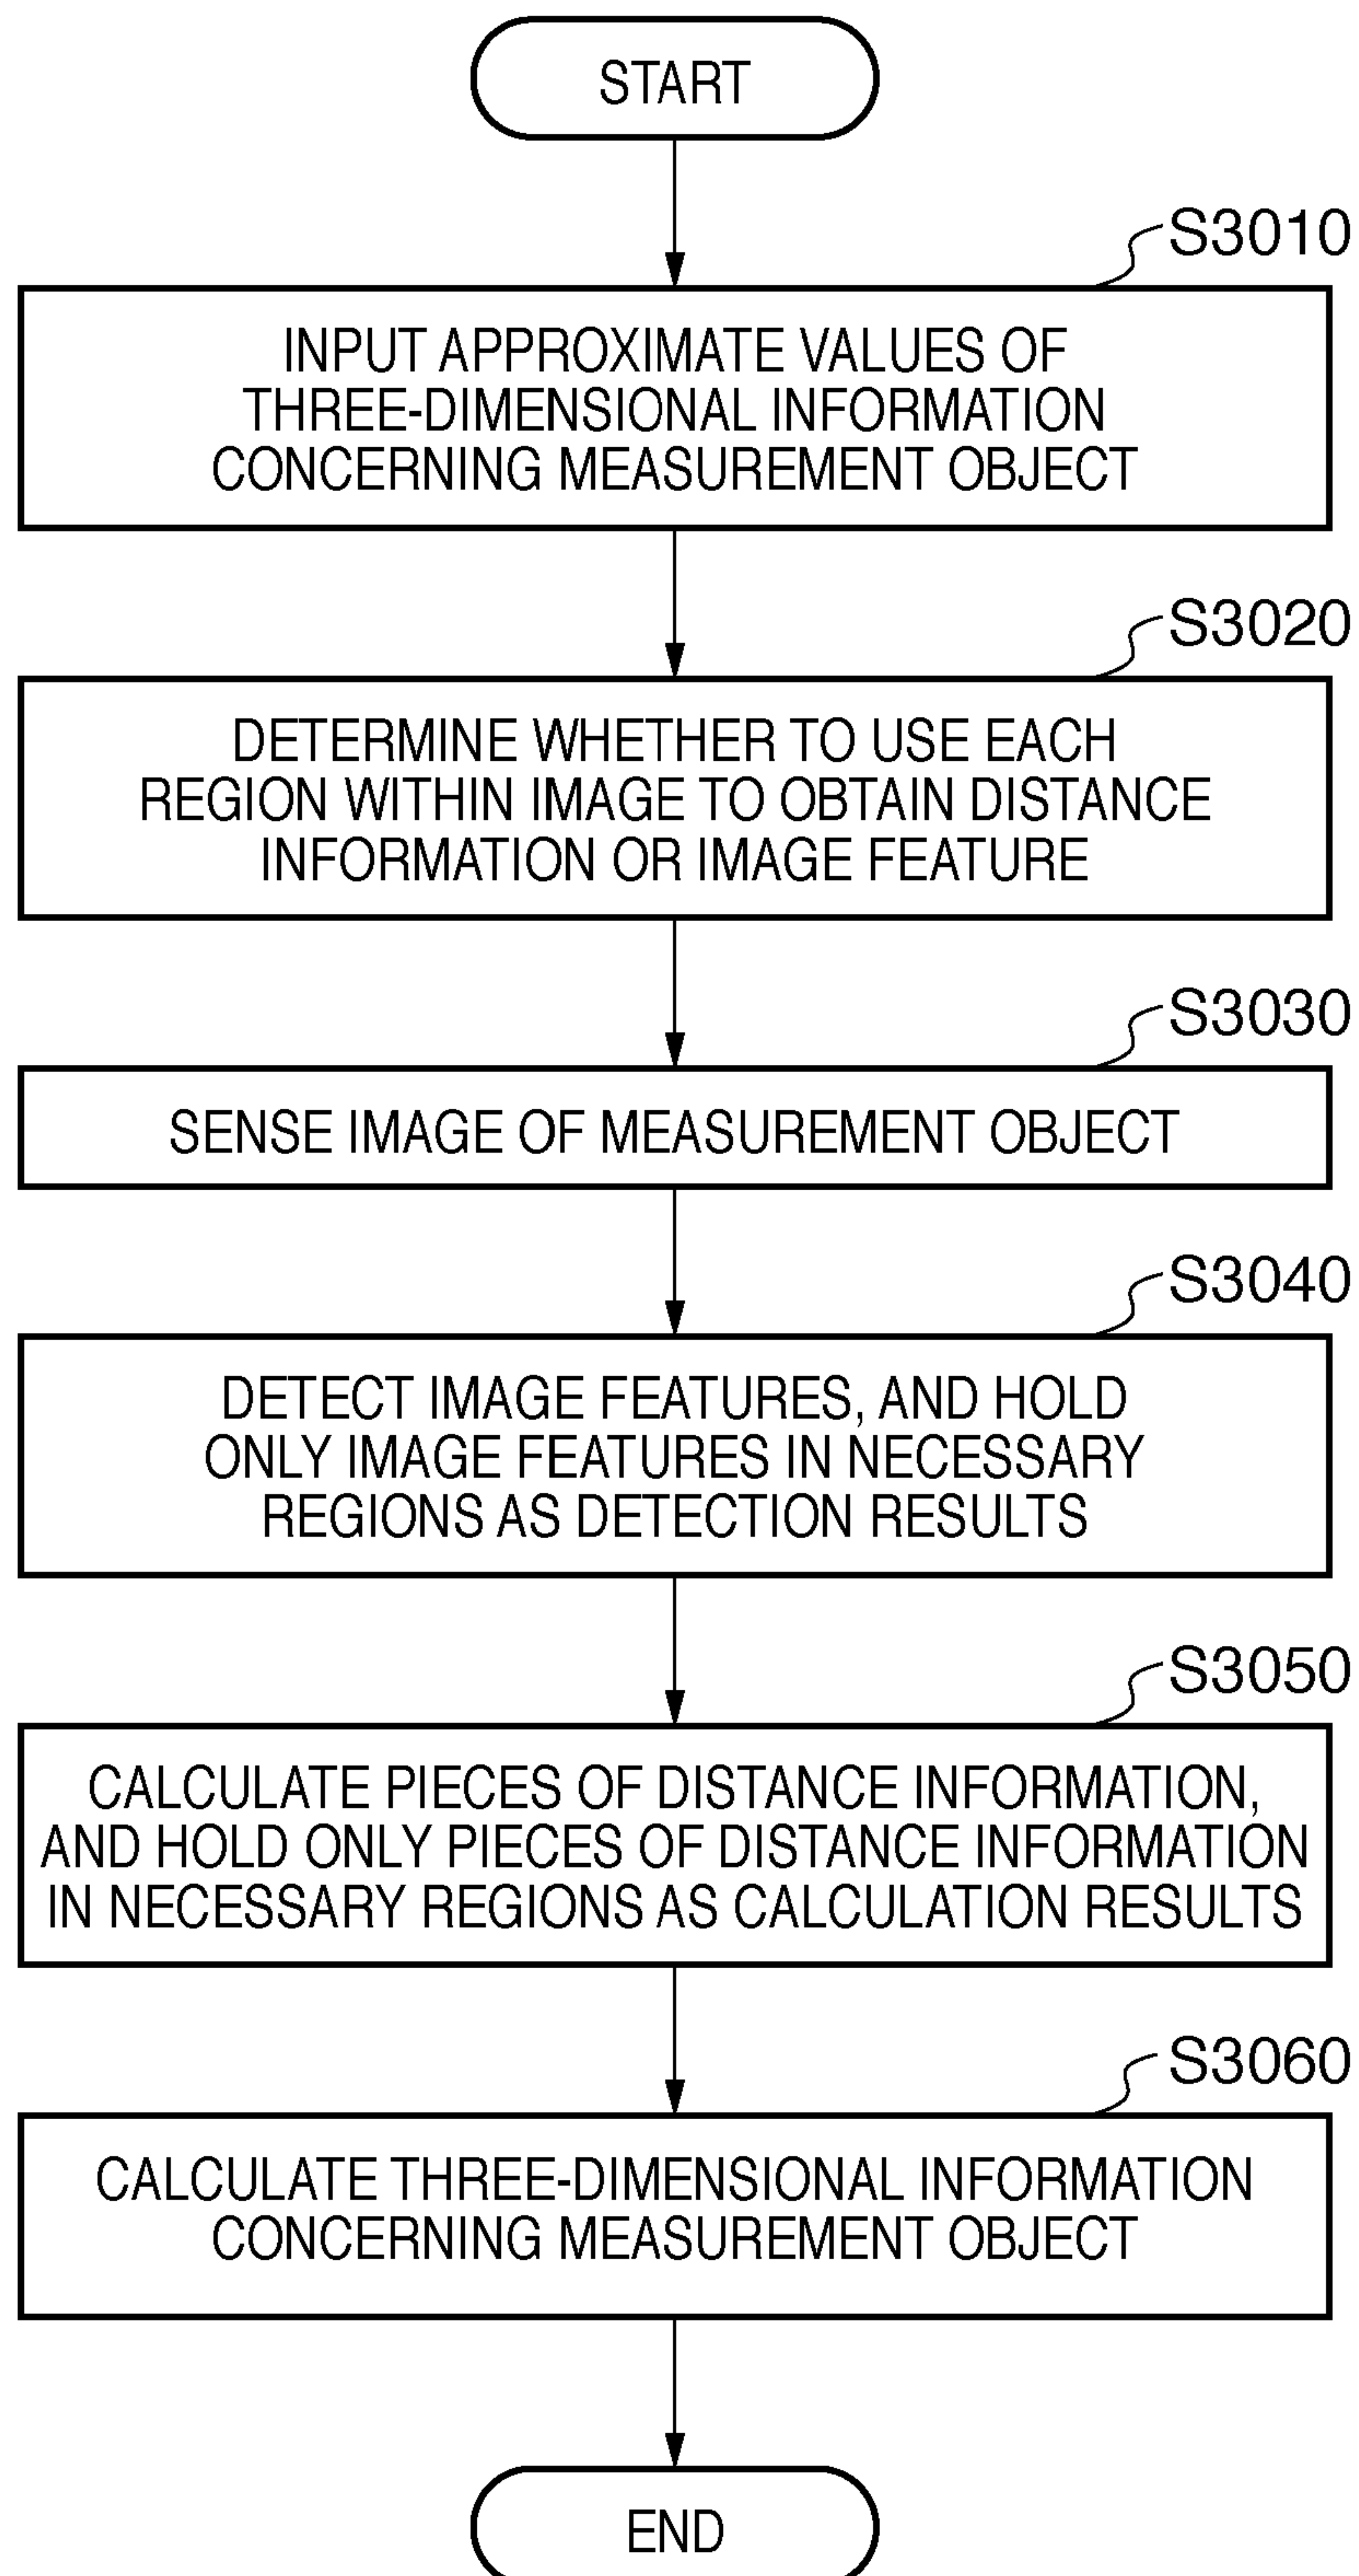 START
S3010
INPUT APPROXIMATE VALUES OF
THREE-DIMENSIONAL INFORMATION
CONCERNING MEASUREMENT OBJECT
S3020
DETERMINE WHETHER TO USE EACH
REGION WITHIN IMAGE TO OBTAIN DISTANCE
INFORMATION OR IMAGE FEATURE
S3030
SENSE IMAGE OF MEASUREMENT OBJECT
S3040
DETECT IMAGE FEATURES, AND HOLD
ONLY IMAGE FEATURES IN NECESSARY
REGIONS AS DETECTION RESULTS
S3050
CALCULATE PIECES OF DISTANCE INFORMATION,
AND HOLD ONLY PIECES OF DISTANCE INFORMATION
IN NECESSARY REGIONS AS CALCULATION RESULTS
S3060
CALCULATE THREE-DIMENSIONAL INFORMATION
CONCERNING MEASUREMENT OBJECT
END